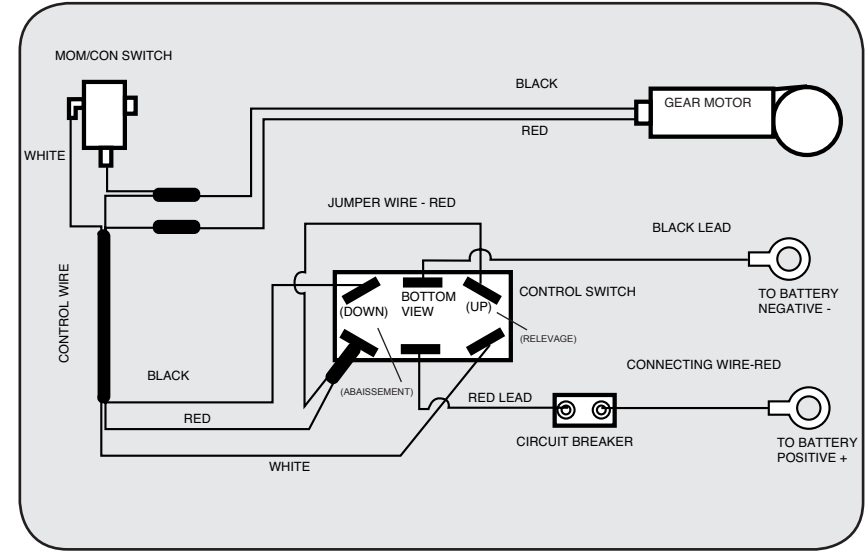 MOM/CON SWITCH
BLACK
GEAR MOTOR
RED
WHITE
JUMPER WIRE - RED
BLACK LEAD
CONTROL WIRE
BOTTOM
VIEW
(DOWN)
(UP)
CONTROL SWITCH
TO BATTERY
NEGATIVE -
(RELEVAGE)
BLACK
(ABAISSEMENT)
CONNECTING WIRE-RED
RED
RED LEAD
CIRCUIT BREAKER
TO BATTERY
POSITIVE +
WHITE